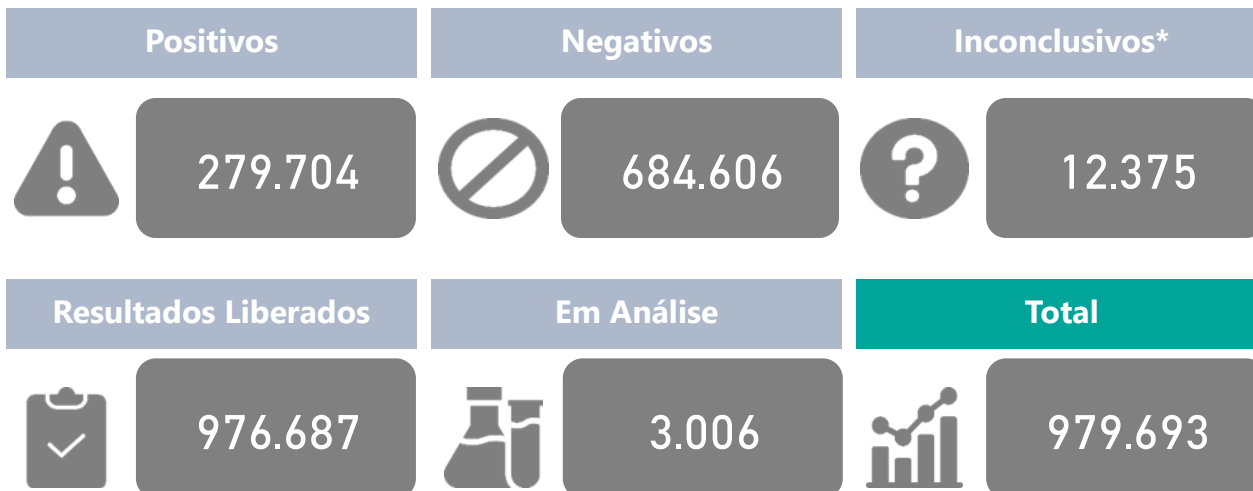 Positivos
Negativos
Inconclusivos*
279.704
684.606
12.375
Resultados Liberados
Em Análise
Total
976.687
3.006
979.693